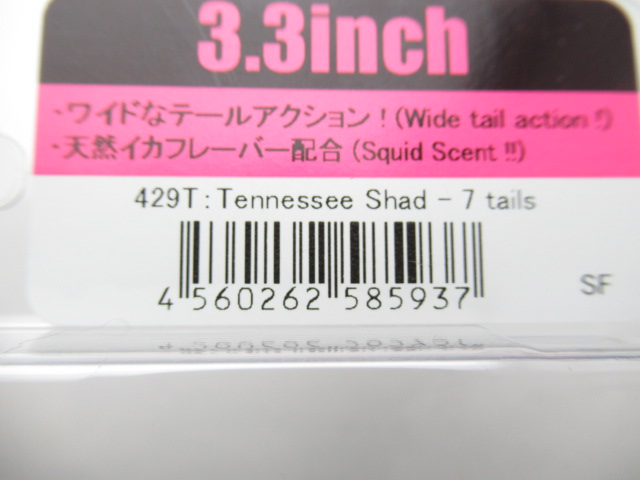 3.3inch
･ワイドなテールアクション！(Wide tail action !!)
･天然イカフレーバー配合 (Squid Scent !!)
429T:Tennessee Shad - 7 tails
4 560262 585937
SF